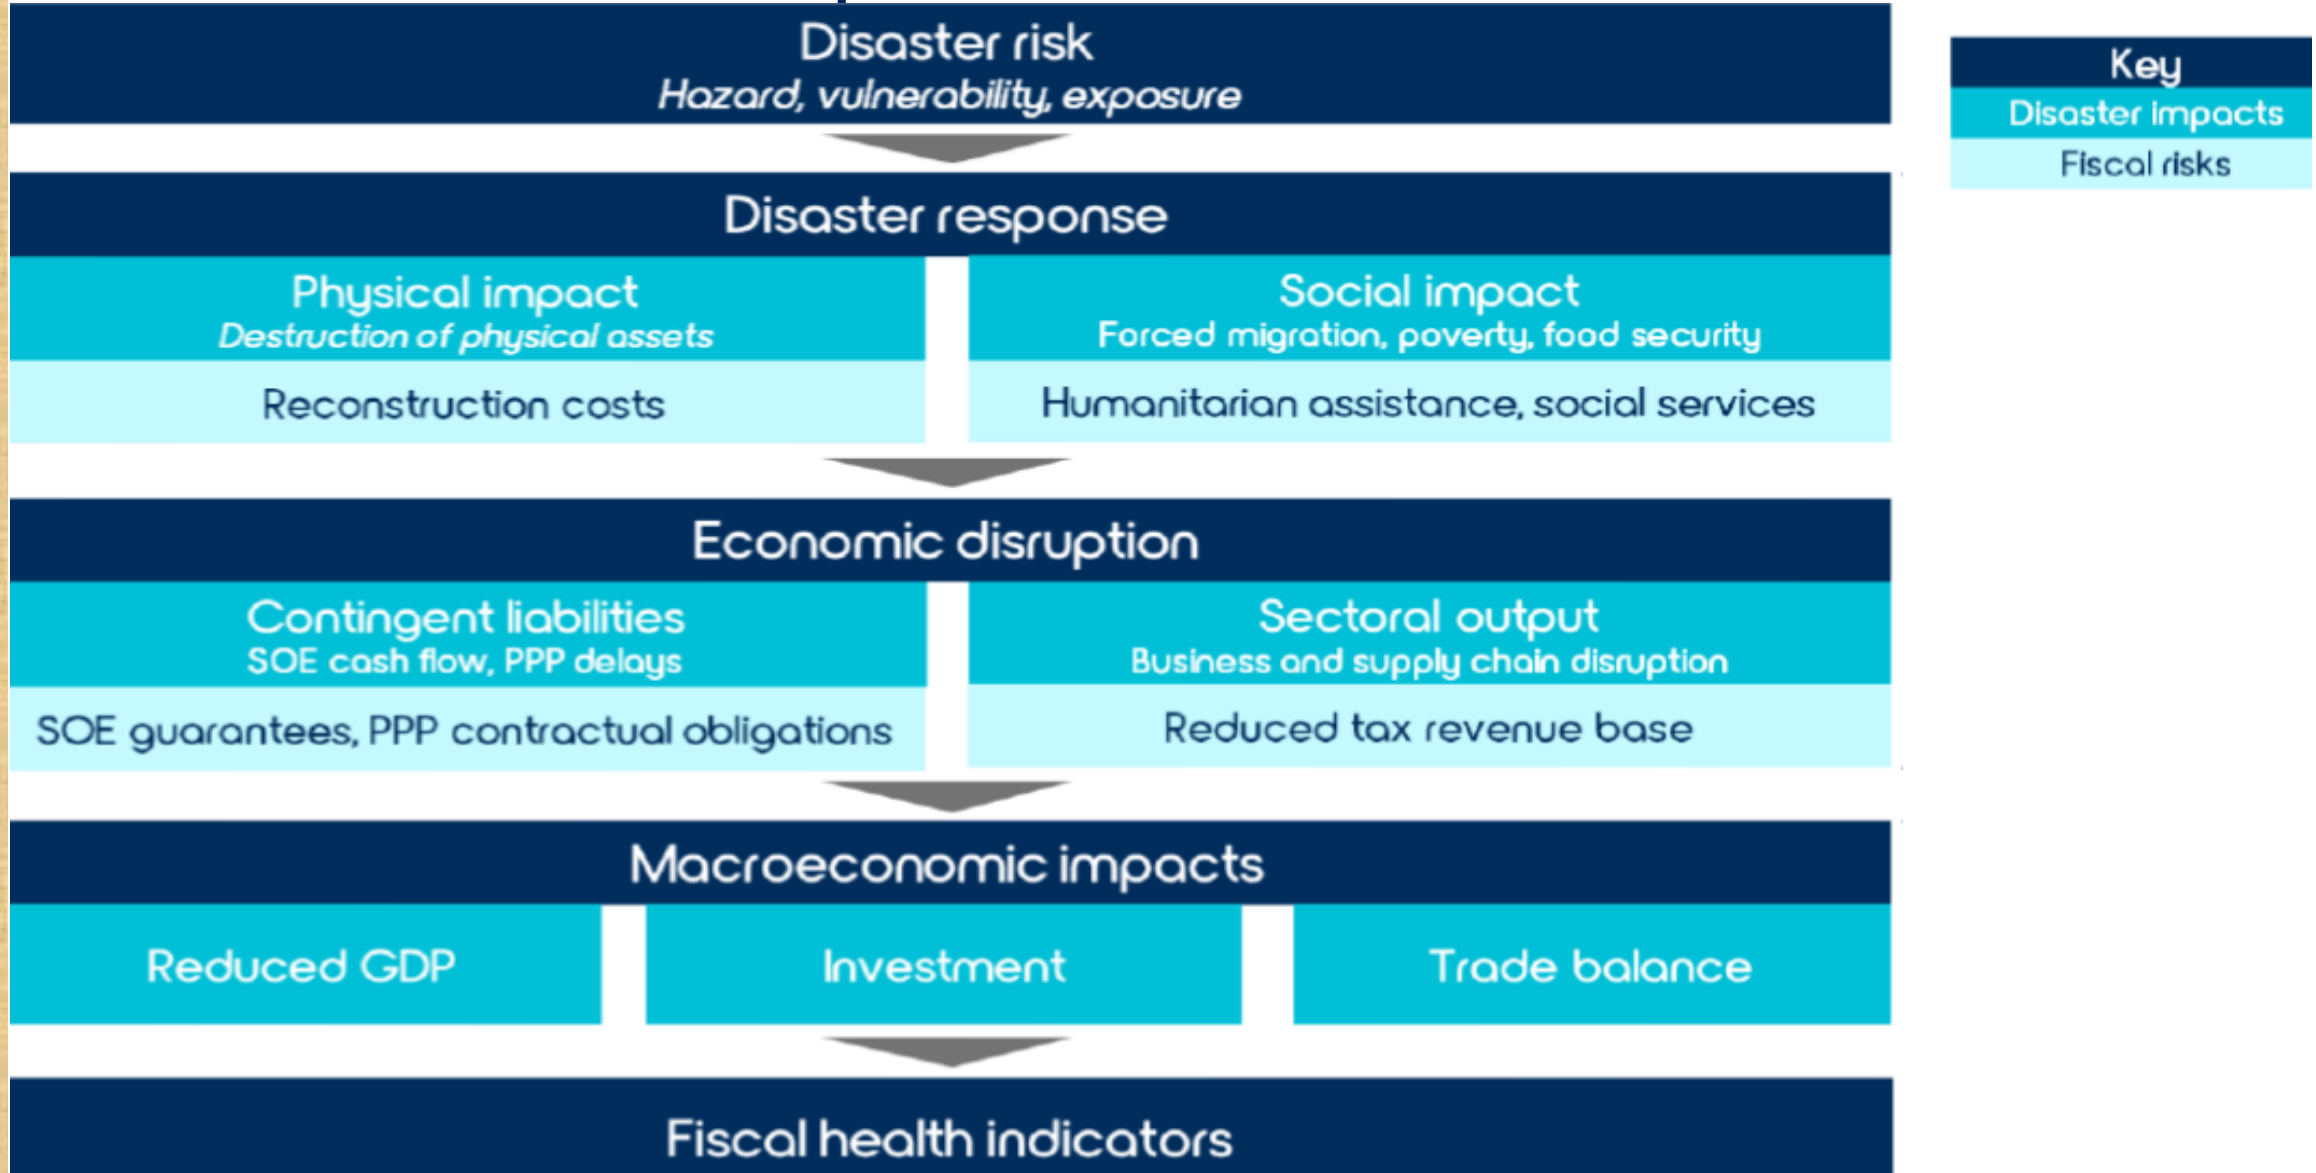 Disaster risk
Hazard, vulnerability, exposure
Key
Disaster impacts
Fiscal risks
Disaster response
Physical impact
Destruction of physical assets
Reconstruction costs
Social impact
Forced migration, poverty, food security
Humanitarian assistance, social services
Economic disruption
Contingent liabilities
SOE cash flow, PPP delays
SOE guarantees, PPP contractual obligations
Sectoral output
Business and supply chain disruption
Reduced tax revenue base
Macroeconomic impacts
Reduced GDP
Investment
Trade balance
Fiscal health indicators